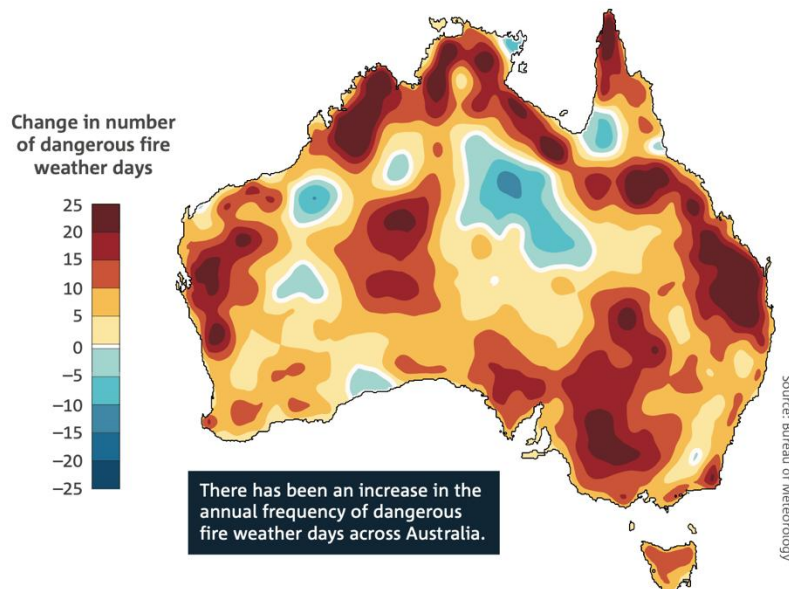 Change in number
of dangerous fire
weather days
25
20
15
10
5
0
−5
−10
−15
−20
−25
There has been an increase in the
annual frequency of dangerous
fire weather days across Australia.
Source: Bureau of Meteorology